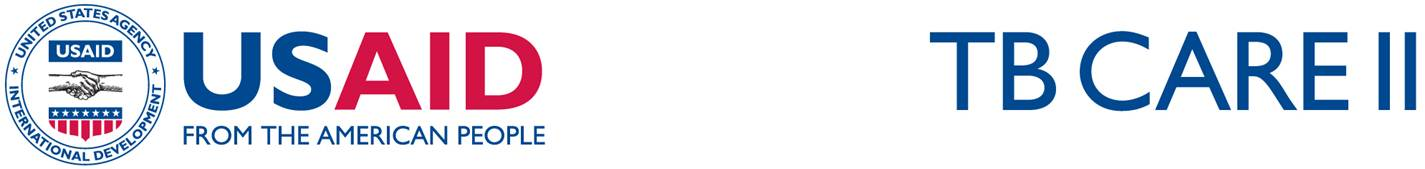 UNITED STATES AGENCY
USAID
INTERNATIONAL DEVELOPMENT
USAID
FROM THE AMERICAN PEOPLE
TB CARE II